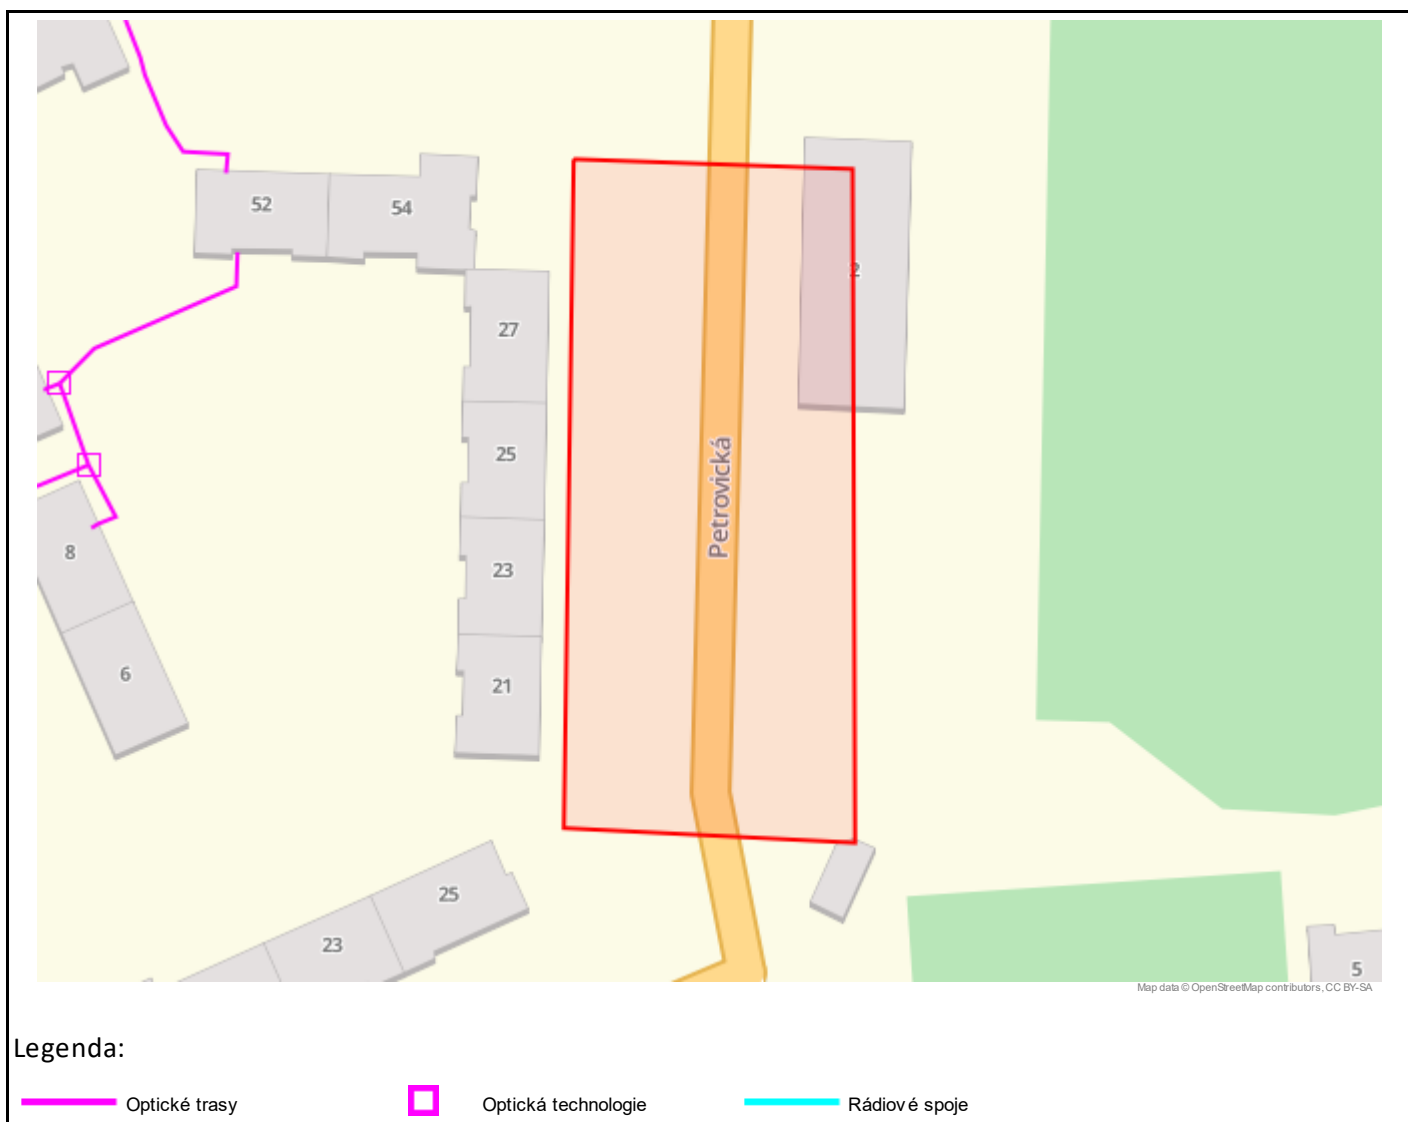 52
54
2
27
25
Petrovická
8
23
6
21
25
23
5
Map data © OpenStreetMap contributors, CC BY-SA
Legenda:
Optické trasy
Optická technologie
Rádiové spoje